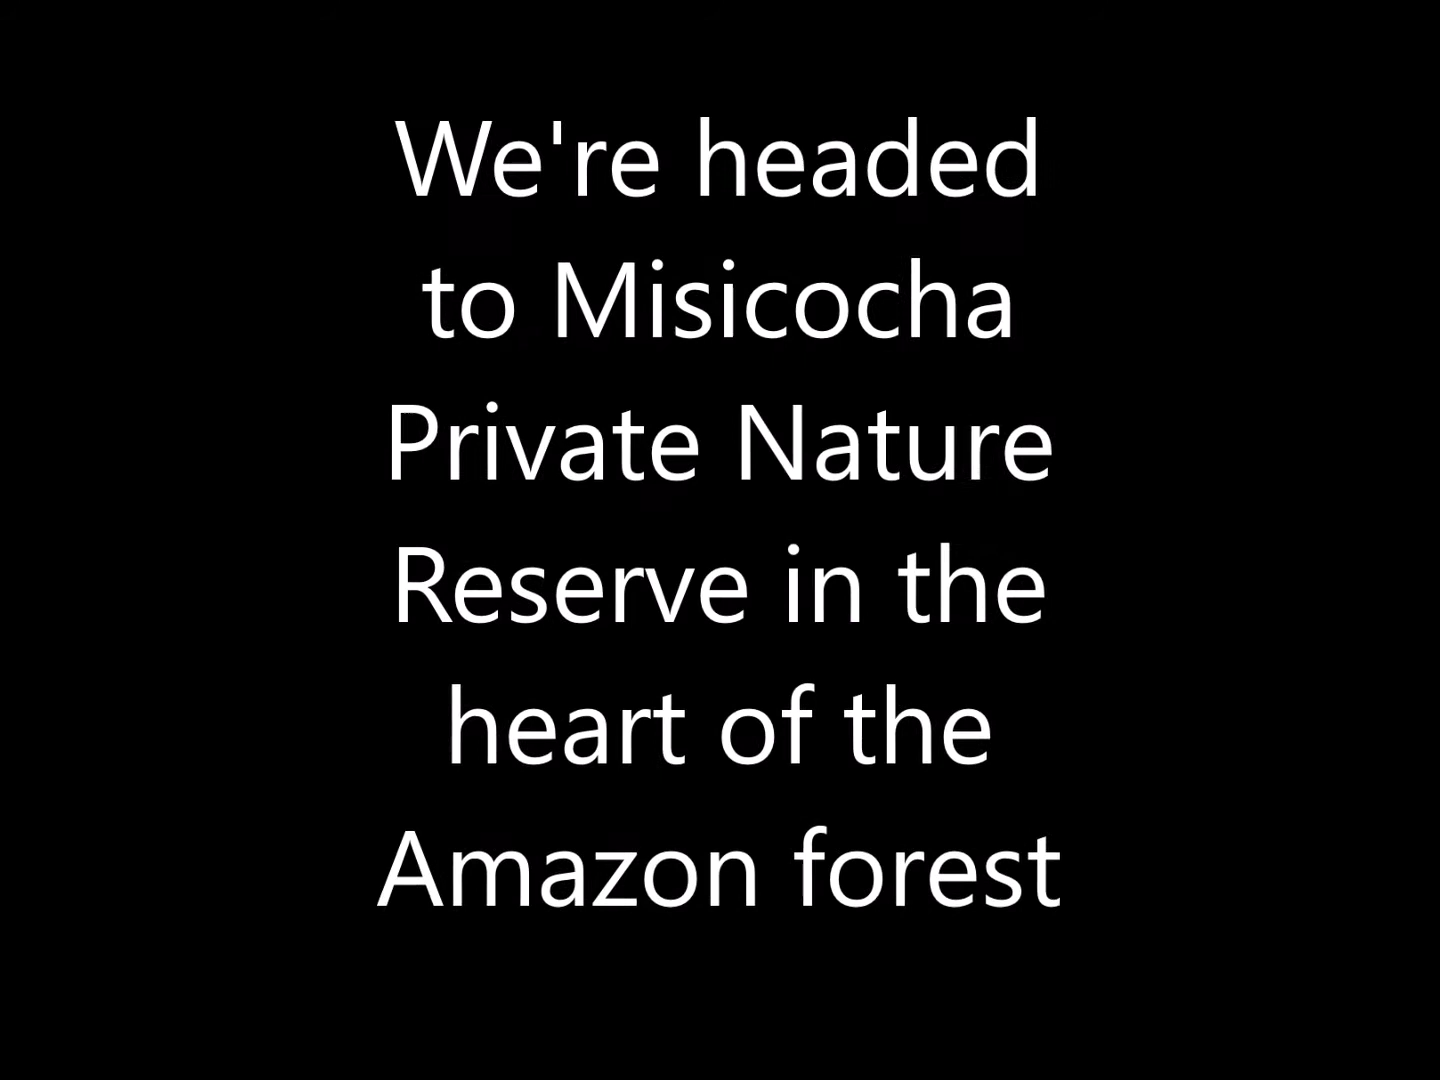 We're headed
to Misicocha
Private Nature
Reserve in the
heart of the
Amazon forest